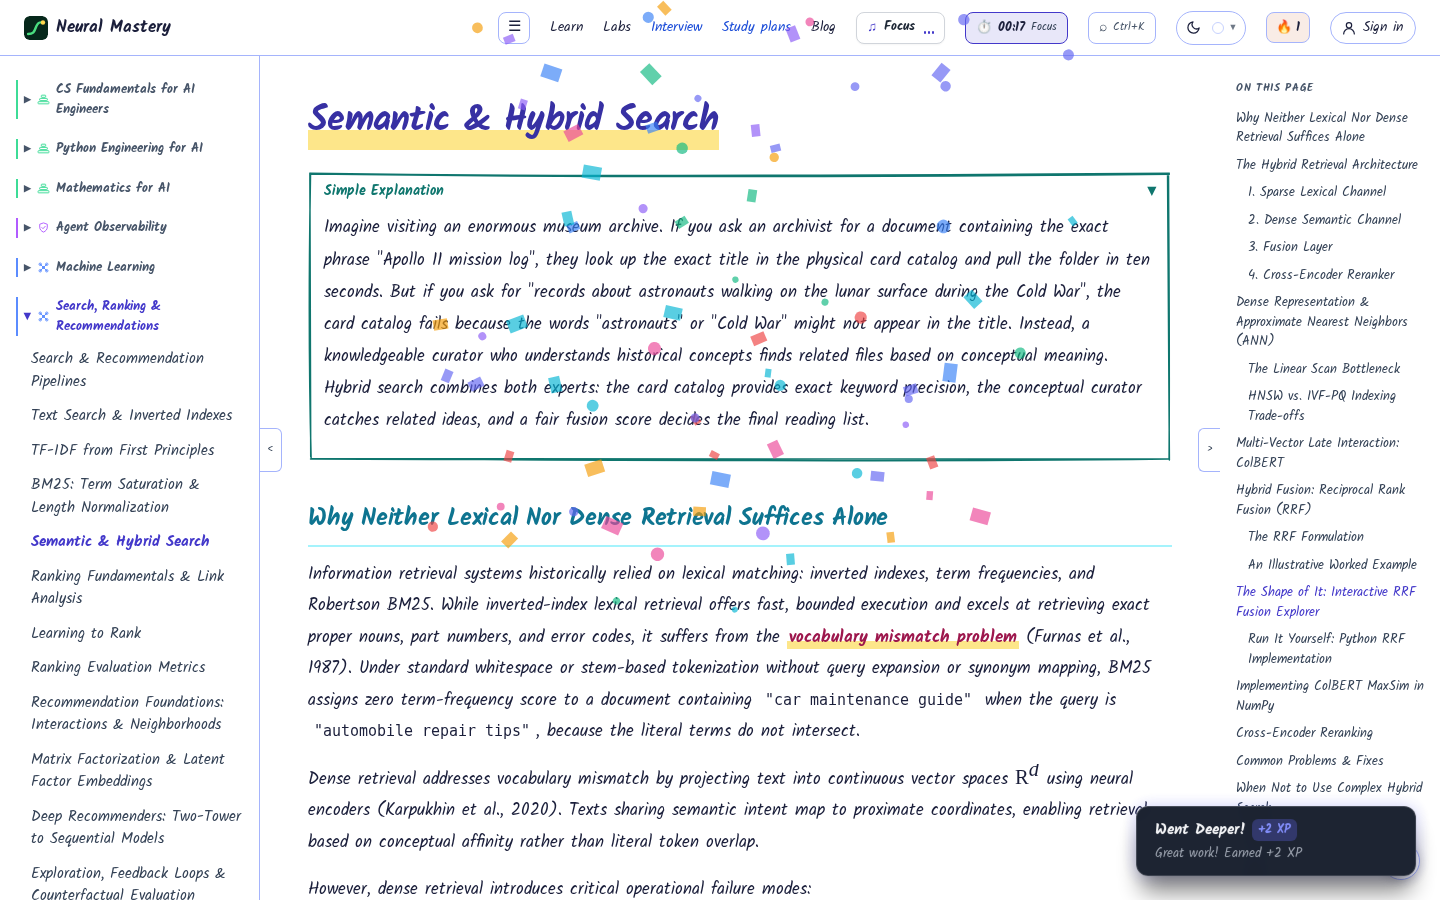 Neural Mastery
Learn Labs Interview Study plans Blog
Focus ...
00:17 Focus
Ctrl+K
1
Sign in
CS Fundamentals for AI
Engineers
Python Engineering for AI
Mathematics for AI
Agent Observability
Machine Learning
Search, Ranking &
Recommendations
Search & Recommendation
Pipelines
Text Search & Inverted Indexes
TF-IDF from First Principles
BM25: Term Saturation &
Length Normalization
Semantic & Hybrid Search
Ranking Fundamentals & Link
Analysis
Learning to Rank
Ranking Evaluation Metrics
Recommendation Foundations:
Interactions & Neighborhoods
Matrix Factorization & Latent
Factor Embeddings
Deep Recommenders: Two-Tower
to Sequential Models
Exploration, Feedback Loops &
Counterfactual Evaluation
Semantic & Hybrid Search
Simple Explanation
Imagine visiting an enormous museum archive. If you ask an archivist for a document containing the exact
phrase "Apollo 11 mission log", they look up the exact title in the physical card catalog and pull the folder in ten
seconds. But if you ask for "records about astronauts walking on the lunar surface during the Cold War", the
card catalog fails because the words "astronauts" or "Cold War" might not appear in the title. Instead, a
knowledgeable curator who understands historical concepts finds related files based on conceptual meaning.
Hybrid search combines both experts: the card catalog provides exact keyword precision, the conceptual curator
catches related ideas, and a fair fusion score decides the final reading list.
Why Neither Lexical Nor Dense Retrieval Suffices Alone
Information retrieval systems historically relied on lexical matching: inverted indexes, term frequencies, and
Robertson BM25. While inverted-index lexical retrieval offers fast, bounded execution and excels at retrieving exact
proper nouns, part numbers, and error codes, it suffers from the vocabulary mismatch problem (Furnas et al.,
1987). Under standard whitespace or stem-based tokenization without query expansion or synonym mapping, BM25
assigns zero term-frequency score to a document containing "car maintenance guide" when the query is
"automobile repair tips", because the literal terms do not intersect.
Dense retrieval addresses vocabulary mismatch by projecting text into continuous vector spaces R^d using neural
encoders (Karpukhin et al., 2020). Texts sharing semantic intent map to proximate coordinates, enabling retrieval
based on conceptual affinity rather than literal token overlap.
However, dense retrieval introduces critical operational failure modes:
ON THIS PAGE
Why Neither Lexical Nor Dense
Retrieval Suffices Alone
The Hybrid Retrieval Architecture
1. Sparse Lexical Channel
2. Dense Semantic Channel
3. Fusion Layer
4. Cross-Encoder Reranker
Dense Representation &
Approximate Nearest Neighbors
(ANN)
The Linear Scan Bottleneck
HNSW vs. IVF-PQ Indexing
Trade-offs
Multi-Vector Late Interaction:
ColBERT
Hybrid Fusion: Reciprocal Rank
Fusion (RRF)
The RRF Formulation
An Illustrative Worked Example
The Shape of It: Interactive RRF
Fusion Explorer
Run It Yourself: Python RRF
Implementation
Implementing ColBERT MaxSim in
NumPy
Cross-Encoder Reranking
Common Problems & Fixes
When Not to Use Complex Hybrid
Search
Went Deeper! +2 XP
Great work! Earned +2 XP